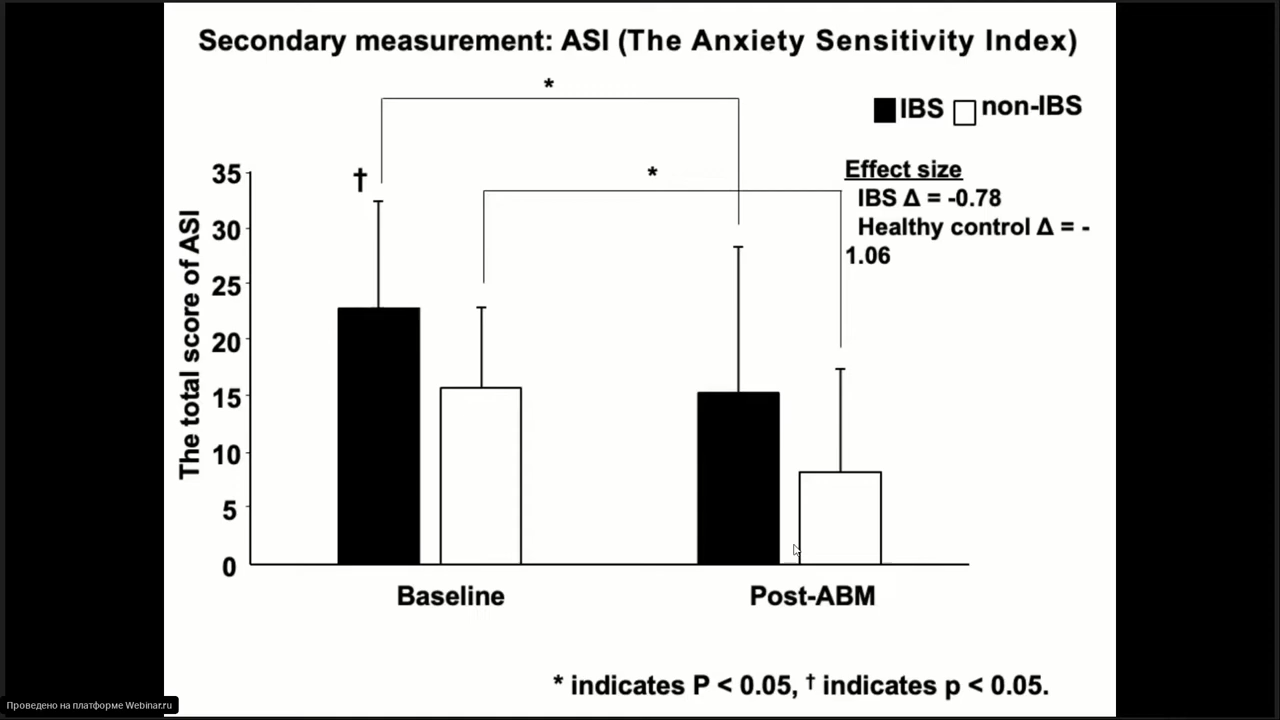 Secondary measurement: ASI (The Anxiety Sensitivity Index)
*
IBS non-IBS
*
†
Effect size
IBS Δ = -0.78
Healthy control Δ = -
1.06
The total score of ASI
35
30
25
20
15
10
5
0
Baseline Post-ABM
* indicates P < 0.05, † indicates p < 0.05.
Проведено на платформе Webinar.ru